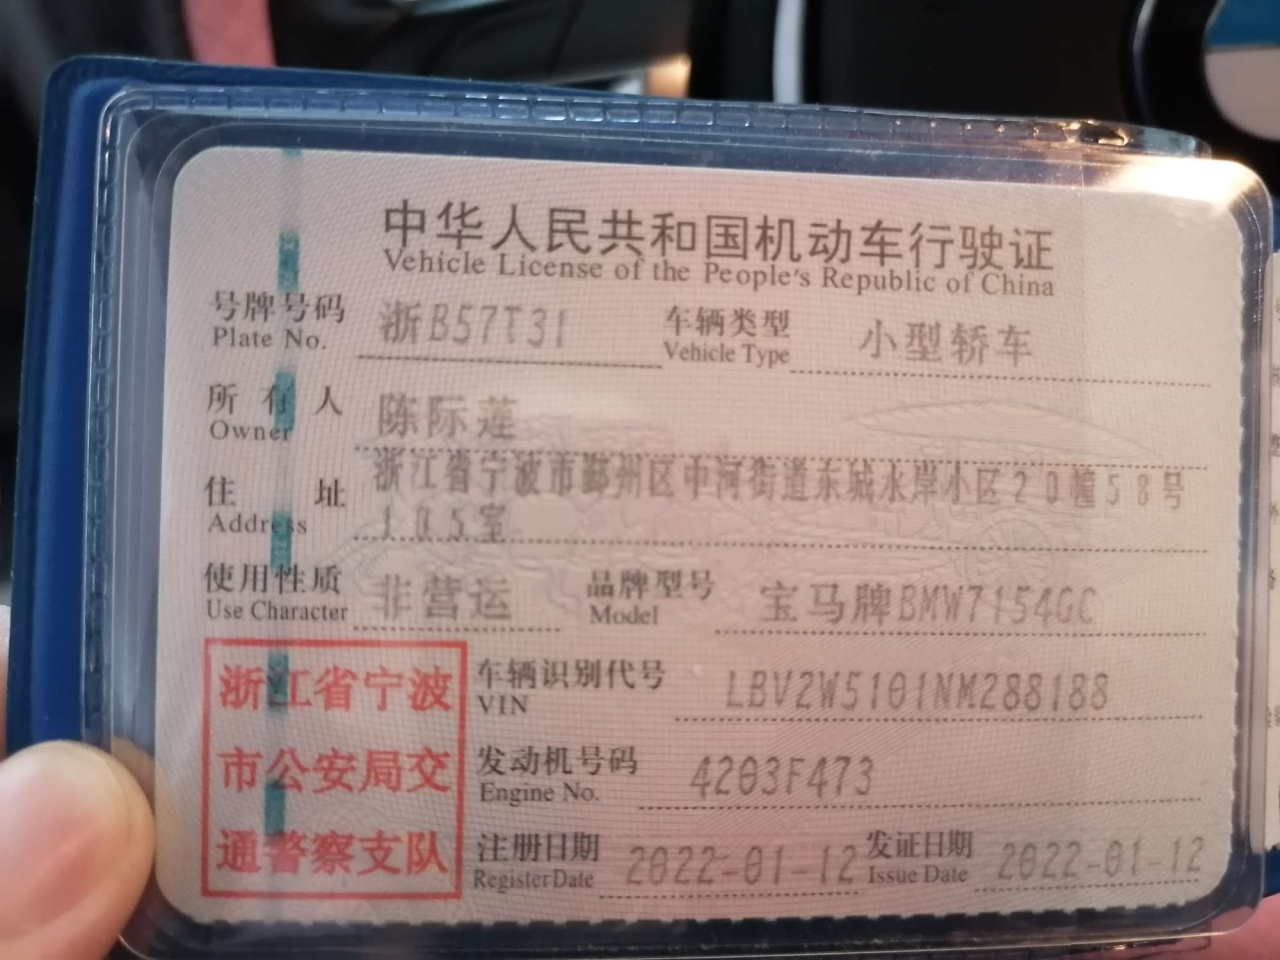 中华人民共和国机动车行驶证
Vehicle License of the People's Republic of China
号牌号码 浙B57T31 车辆类型 小型轿车
Plate No. Vehicle Type
所有人 陈际莲
Owner
住址 浙江省宁波市鄞州区中河街道东城水岸小区20幢58号
Address 105室
使用性质 非营运 品牌型号 宝马牌BMW7154GC
Use Character Model
浙江省宁波
市公安局交
通警察支队
车辆识别代号 LBV2W5101NM288188
VIN
发动机号码 4203F473
Engine No.
注册日期 2022-01-12 发证日期 2022-01-12
Register Date Issue Date